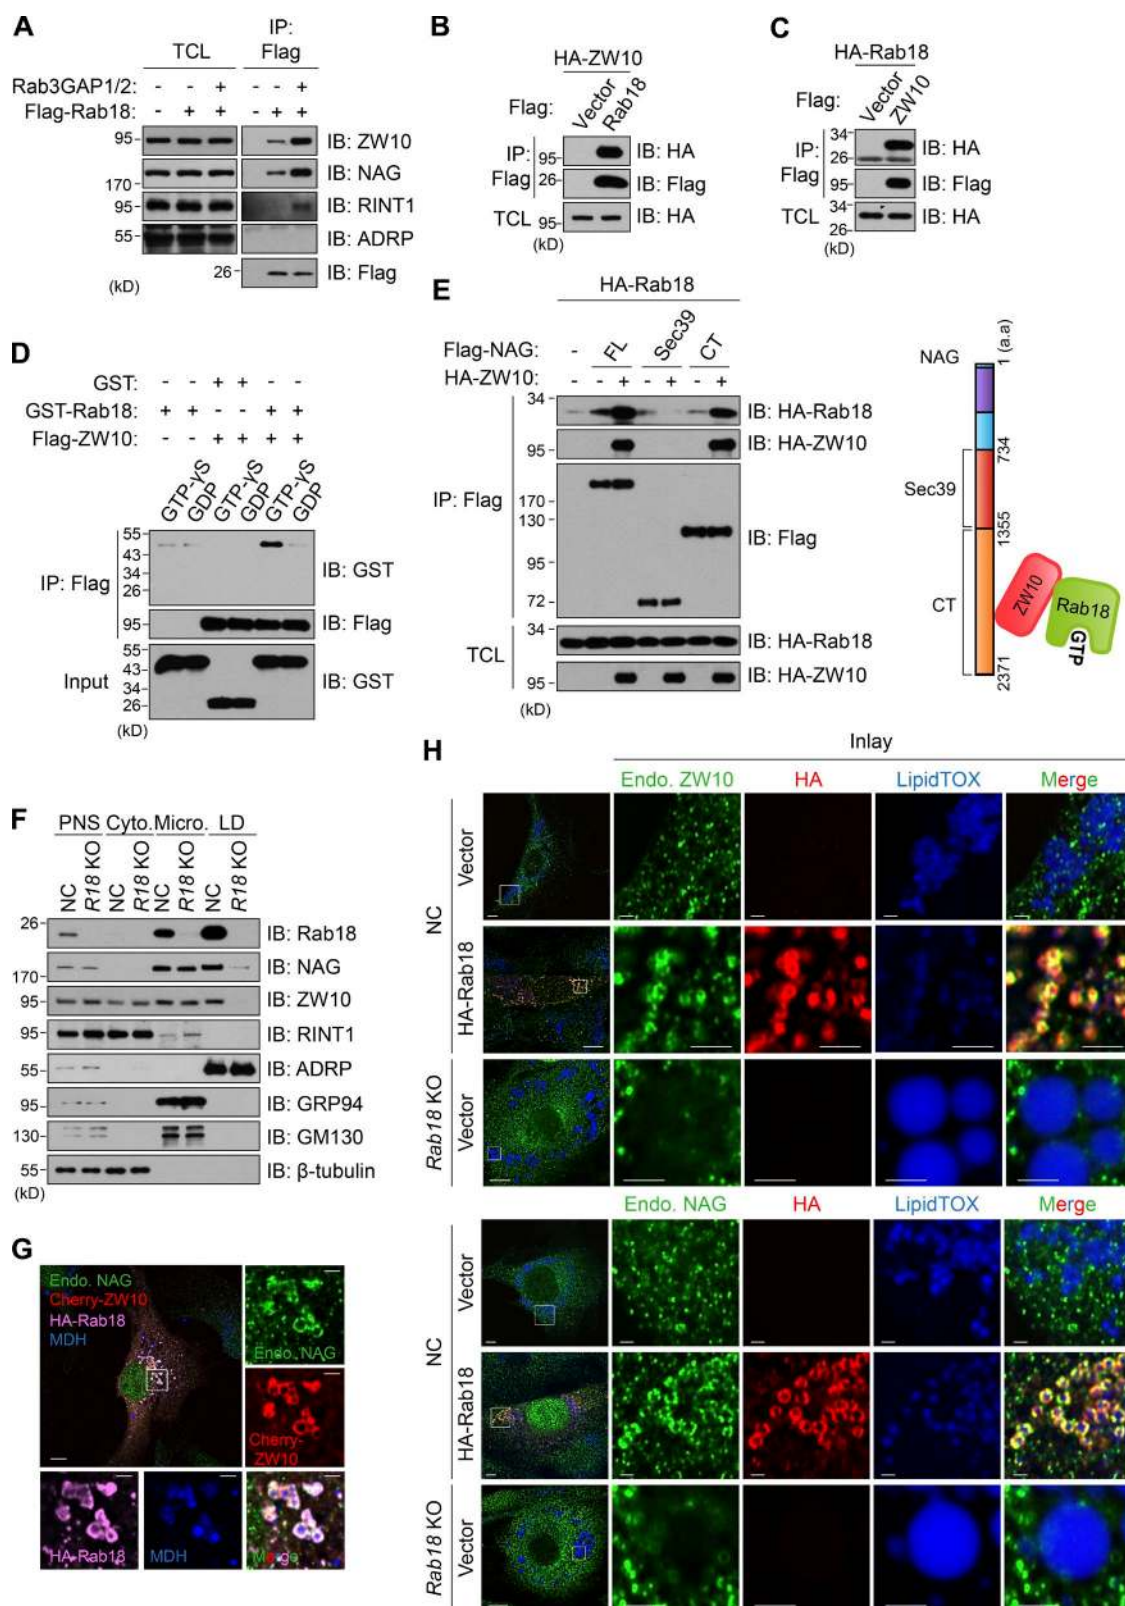 A
TCL
IP:
Flag
Rab3GAP1/2: - - + - - +
Flag-Rab18: - + + - + +
95
IB: ZW10
170
IB: NAG
95
IB: RINT1
55
IB: ADRP
26
IB: Flag
(kD)
B
HA-ZW10
Flag:
Vector
Rab18
IP:
Flag
95
IB: HA
26
IB: Flag
TCL
95
IB: HA
(kD)
C
HA-Rab18
Flag:
Vector
ZW10
IP:
Flag
34
26
IB: HA
95
IB: Flag
TCL
34
26
IB: HA
(kD)
D
GST: - - + + - -
GST-Rab18: + + - - + +
Flag-ZW10: - - + + + +
GTP-γS
GDP
GTP-γS
GDP
GTP-γS
GDP
IP: Flag
55
43
34
26
IB: GST
95
IB: Flag
Input
55
43
34
26
IB: GST
(kD)
E
HA-Rab18
Flag-NAG: - FL Sec39 CT
HA-ZW10: - - + - + - +
IP: Flag
34
IB: HA-Rab18
95
IB: HA-ZW10
170
130
95
72
IB: Flag
TCL
34
IB: HA-Rab18
95
IB: HA-ZW10
(kD)
NAG
1 (a.a)
734
Sec39
1355
CT
2371
ZW10
Rab18
GTP
F
PNS Cyto. Micro. LD
NC
R18 KO
NC
R18 KO
NC
R18 KO
NC
R18 KO
26
IB: Rab18
170
IB: NAG
95
IB: ZW10
95
IB: RINT1
55
IB: ADRP
95
IB: GRP94
130
IB: GM130
55
IB: β-tubulin
(kD)
G
Endo. NAG
Cherry-ZW10
HA-Rab18
MDH
Endo. NAG
Cherry-
ZW10
HA-Rab18
MDH
Merge
H
Inlay
Endo. ZW10 HA LipidTOX Merge
NC
Vector
HA-Rab18
Rab18 KO
Vector
Endo. NAG HA LipidTOX Merge
NC
Vector
HA-Rab18
Rab18 KO
Vector